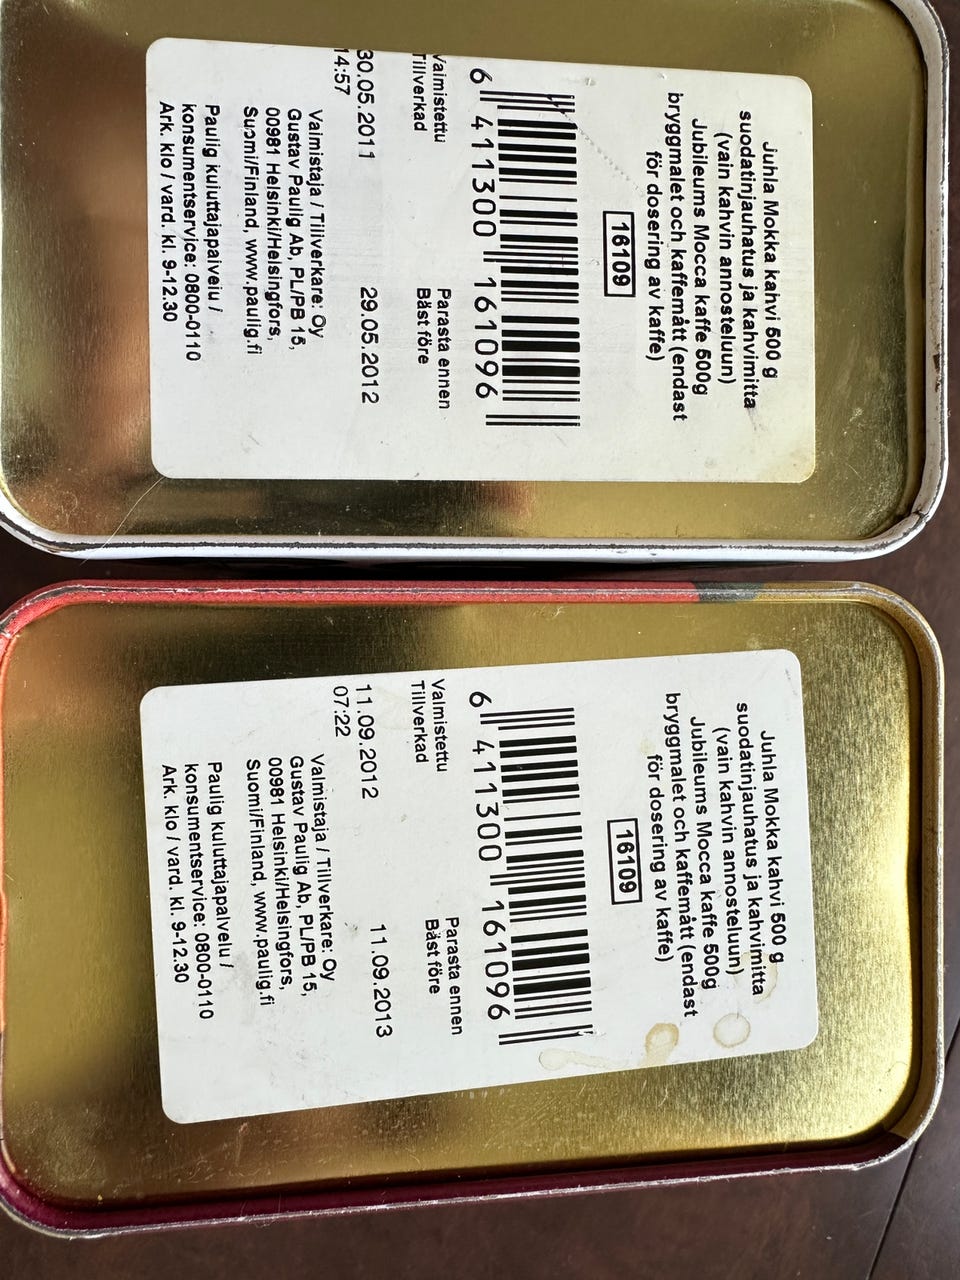 Juhla Mokka kahvi 500 g
suodatinjauhatus ja kahvimitta
(vain kahvin annosteluun)
Jubileums Mocca kaffe 500g
bryggmalet och kaffemått (endast
för dosering av kaffe)
16109
6 411300 161096
Valmistettu Parasta ennen
Tillverkad Bäst före
30.05.2011 29.05.2012
14:57
Valmistaja / Tillverkare: Oy
Gustav Paulig Ab, PL/PB 15,
00981 Helsinki/Helsingfors,
Suomi/Finland, www.paulig.fi
Paulig kuluttajapalvelu /
konsumentservice: 0800-0110
Ark. klo / vard. kl. 9-12.30
Juhla Mokka kahvi 500 g
suodatinjauhatus ja kahvimitta
(vain kahvin annosteluun)
Jubileums Mocca kaffe 500g
bryggmalet och kaffemått (endast
för dosering av kaffe)
16109
6 411300 161096
Valmistettu Parasta ennen
Tillverkad Bäst före
11.09.2012 11.09.2013
07:22
Valmistaja / Tillverkare: Oy
Gustav Paulig Ab, PL/PB 15,
00981 Helsinki/Helsingfors,
Suomi/Finland, www.paulig.fi
Paulig kuluttajapalvelu /
konsumentservice: 0800-0110
Ark. klo / vard. kl. 9-12.30